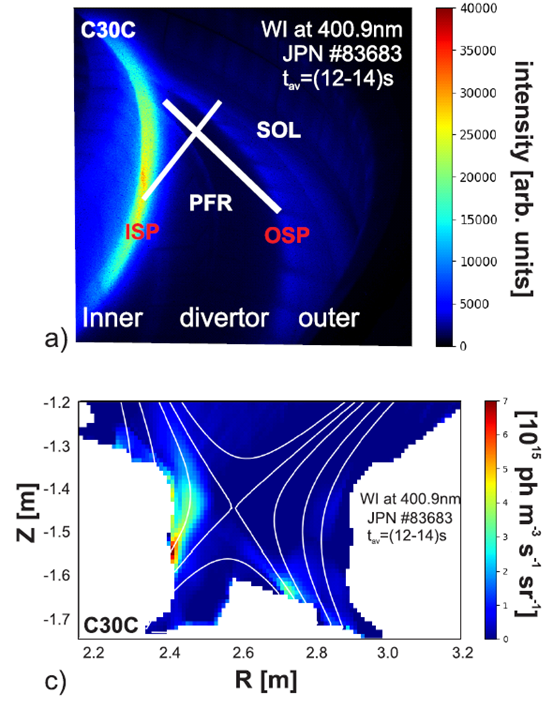 C30C
WI at 400.9nm
JPN #83683
t_av=(12-14)s
SOL
PFR
ISP
OSP
Inner divertor outer
a)
40000
35000
30000
25000
20000
15000
10000
5000
0
intensity [arb. units]
-1.2
-1.3
-1.4
-1.5
-1.6
-1.7
Z [m]
WI at 400.9nm
JPN #83683
t_av=(12-14)s
C30C
2.2 2.4 2.6 2.8 3.0 3.2
R [m]
c)
7
6
5
4
3
2
1
0
[10^15 ph m^-3 s^-1 sr^-1]